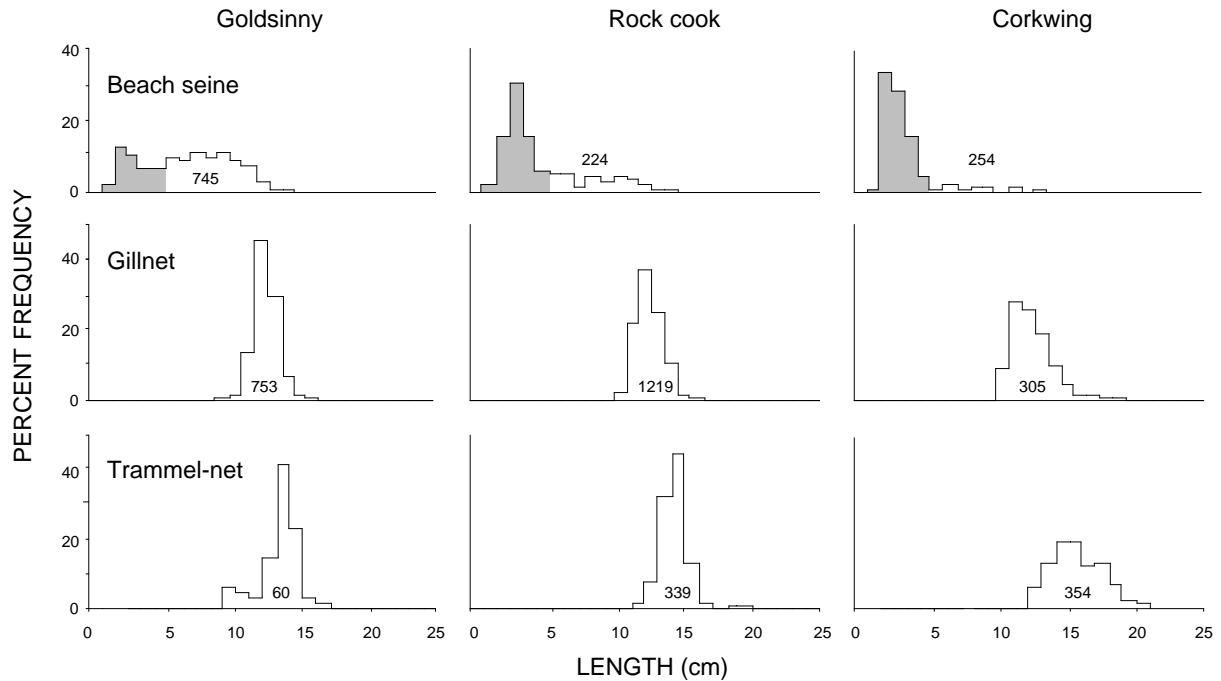 Goldsinny Rock cook Corkwing
PERCENT FREQUENCY
40
20
0
Beach seine
745
224
254
40
20
0
Gillnet
753
1219
305
40
20
0
Trammel-net
60
339
354
0 5 10 15 20 25 0 5 10 15 20 25 0 5 10 15 20 25
LENGTH (cm)